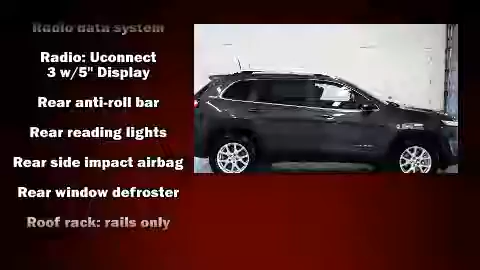 Radio data system
Radio: Uconnect
3 w/5" Display
Rear anti-roll bar
Rear reading lights
Rear side impact airbag
Rear window defroster
Roof rack: rails only